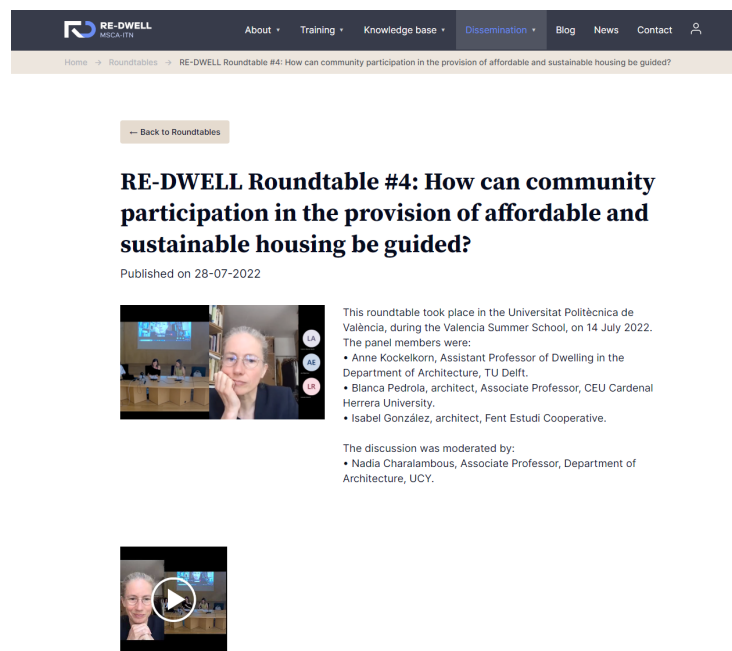 RE-DWELL
MSCA-ITN
About
Training
Knowledge base
Dissemination
Blog
News
Contact
Home → Roundtables → RE-DWELL Roundtable #4: How can community participation in the provision of affordable and sustainable housing be guided?
← Back to Roundtables
RE-DWELL Roundtable #4: How can community
participation in the provision of affordable and
sustainable housing be guided?
Published on 28-07-2022
LA
AE
LR
This roundtable took place in the Universitat Politècnica de
València, during the Valencia Summer School, on 14 July 2022.
The panel members were:
• Anne Kockelkorn, Assistant Professor of Dwelling in the
Department of Architecture, TU Delft.
• Blanca Pedrola, architect, Associate Professor, CEU Cardenal
Herrera University.
• Isabel González, architect, Fent Estudi Cooperative.
The discussion was moderated by:
• Nadia Charalambous, Associate Professor, Department of
Architecture, UCY.